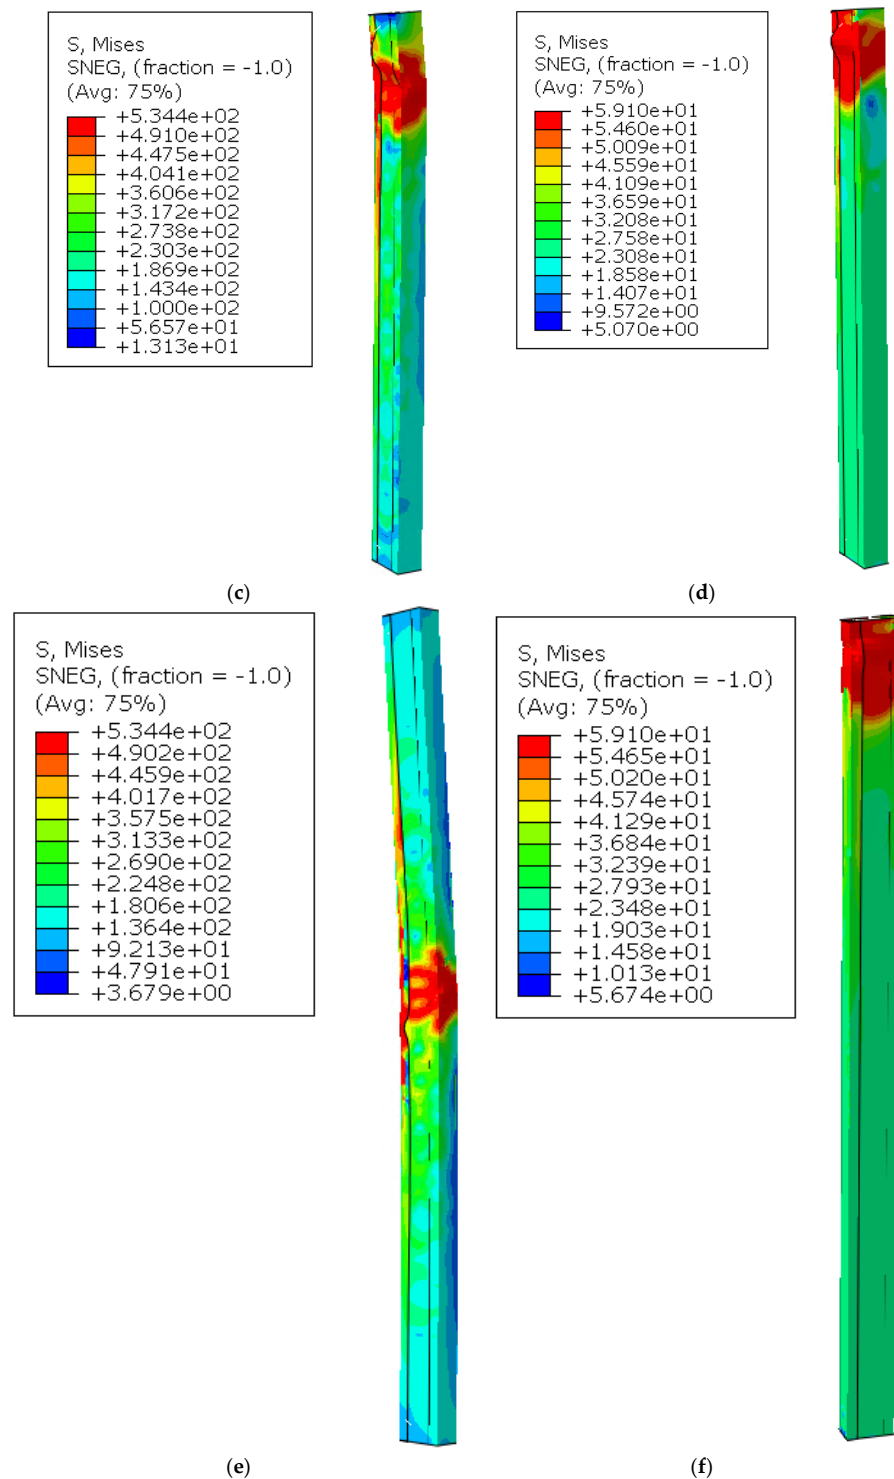 S, Mises
SNEG, (fraction = -1.0)
(Avg: 75%)
+5.344e+02
+4.910e+02
+4.475e+02
+4.041e+02
+3.606e+02
+3.172e+02
+2.738e+02
+2.303e+02
+1.869e+02
+1.434e+02
+1.000e+02
+5.657e+01
+1.313e+01
S, Mises
SNEG, (fraction = -1.0)
(Avg: 75%)
+5.910e+01
+5.460e+01
+5.009e+01
+4.559e+01
+4.109e+01
+3.659e+01
+3.208e+01
+2.758e+01
+2.308e+01
+1.858e+01
+1.407e+01
+9.572e+00
+5.070e+00
(c)
(d)
S, Mises
SNEG, (fraction = -1.0)
(Avg: 75%)
+5.344e+02
+4.902e+02
+4.459e+02
+4.017e+02
+3.575e+02
+3.133e+02
+2.690e+02
+2.248e+02
+1.806e+02
+1.364e+02
+9.213e+01
+4.791e+01
+3.679e+00
S, Mises
SNEG, (fraction = -1.0)
(Avg: 75%)
+5.910e+01
+5.465e+01
+5.020e+01
+4.574e+01
+4.129e+01
+3.684e+01
+3.239e+01
+2.793e+01
+2.348e+01
+1.903e+01
+1.458e+01
+1.013e+01
+5.674e+00
(e)
(f)